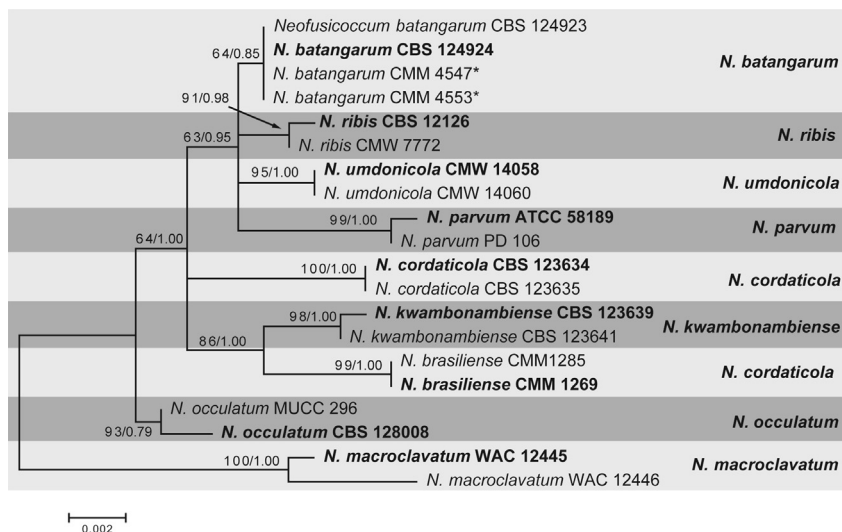 Neofusicoccum batangarum CBS 124923
64/0.85
N. batangarum CBS 124924
N. batangarum
N. batangarum CMM 4547*
91/0.98
N. batangarum CMM 4553*
N. ribis CBS 12126
63/0.95
N. ribis
N. ribis CMW 7772
95/1.00
N. umdonicola CMW 14058
N. umdonicola
N. umdonicola CMW 14060
99/1.00
N. parvum ATCC 58189
N. parvum
N. parvum PD 106
64/1.00
100/1.00
N. cordaticola CBS 123634
N. cordaticola
N. cordaticola CBS 123635
98/1.00
N. kwambonambiense CBS 123639
N. kwambonambiense
86/1.00
N. kwambonambiense CBS 123641
99/1.00
N. brasiliense CMM1285
N. cordaticola
N. brasiliense CMM 1269
N. occulatum MUCC 296
N. occulatum
93/0.79
N. occulatum CBS 128008
100/1.00
N. macroclavatum WAC 12445
N. macroclavatum
N. macroclavatum WAC 12446
0.002